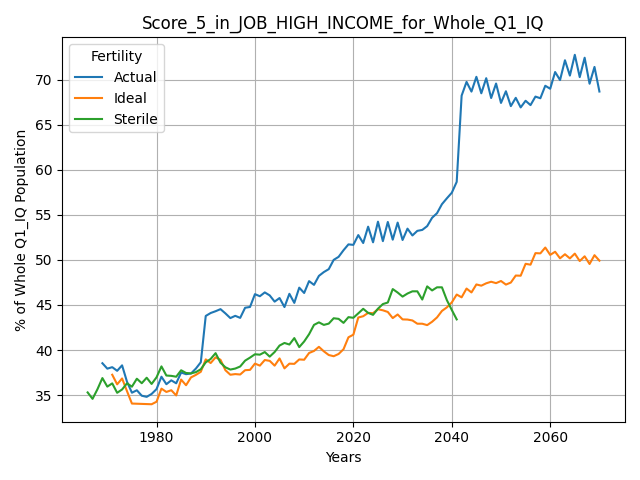 Score_5_in_JOB_HIGH_INCOME_for_Whole_Q1_IQ
Fertility
Actual
Ideal
Sterile
% of Whole Q1_IQ Population
70
65
60
55
50
45
40
35
1980
2000
2020
2040
2060
Years